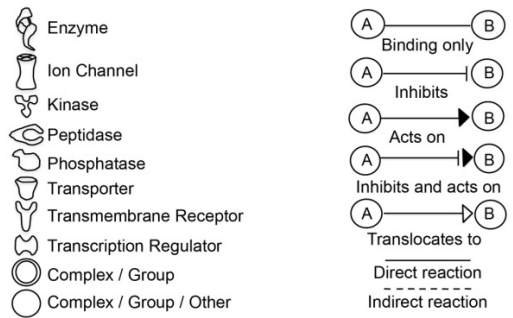 Enzyme
Ion Channel
Kinase
Peptidase
Phosphatase
Transporter
Transmembrane Receptor
Transcription Regulator
Complex / Group
Complex / Group / Other
A B
Binding only
A B
Inhibits
A B
Acts on
A B
Inhibits and acts on
A B
Translocates to
Direct reaction
Indirect reaction